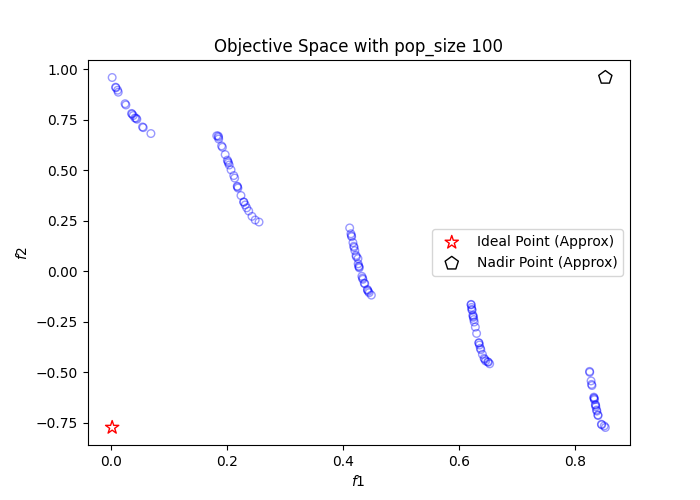 Objective Space with pop_size 100
1.00
0.75
0.50
0.25
0.00
−0.25
−0.50
−0.75
f2
Ideal Point (Approx)
Nadir Point (Approx)
0.0 0.2 0.4 0.6 0.8
f1